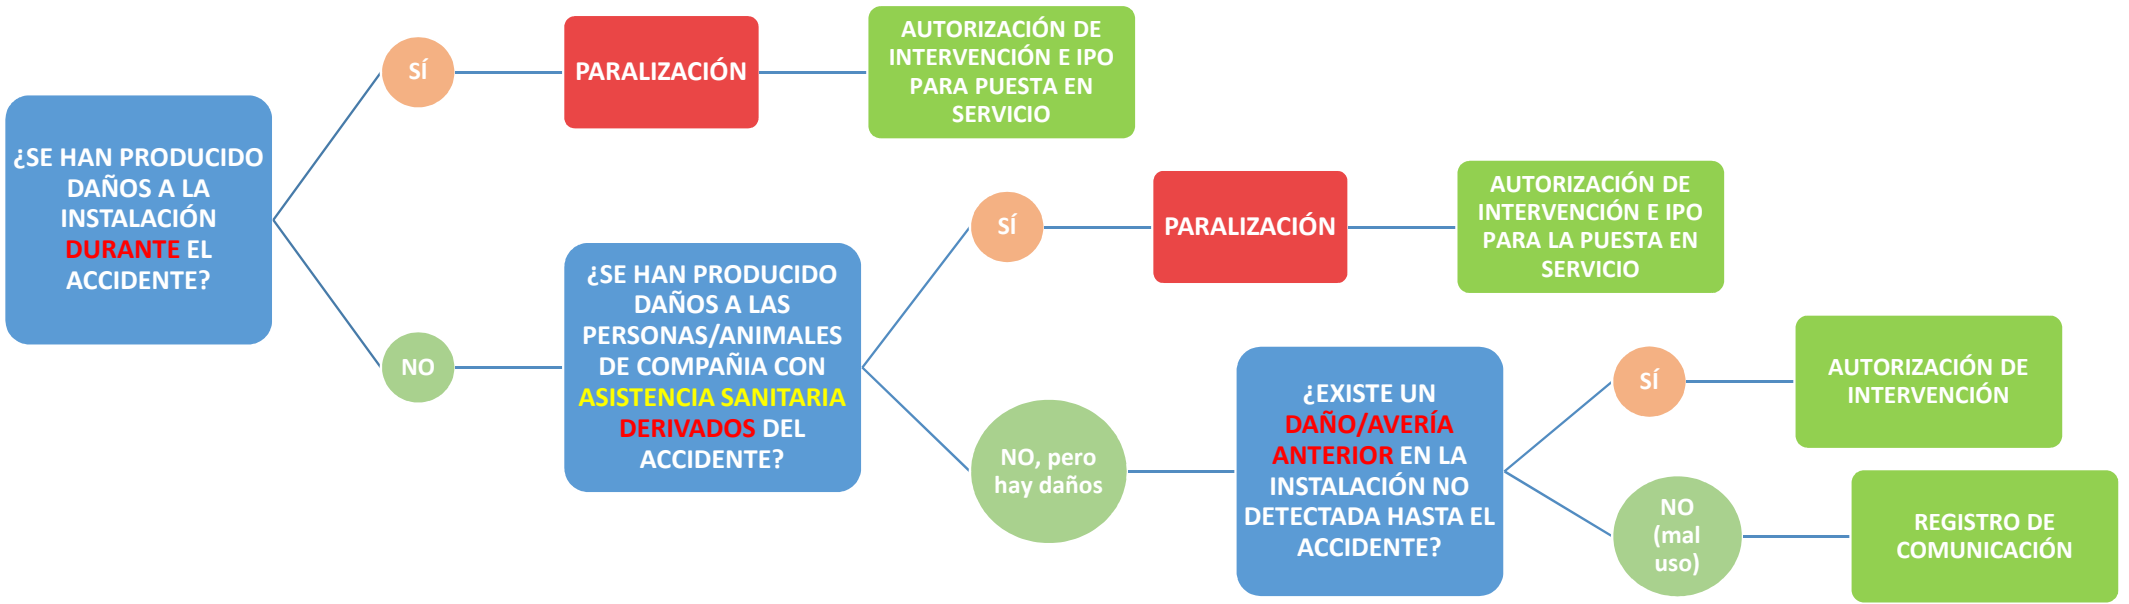 ¿SE HAN PRODUCIDO
DAÑOS A LA
INSTALACIÓN
DURANTE EL
ACCIDENTE?
SÍ
PARALIZACIÓN
AUTORIZACIÓN DE
INTERVENCIÓN E IPO
PARA PUESTA EN
SERVICIO
NO
¿SE HAN PRODUCIDO
DAÑOS A LAS
PERSONAS/ANIMALES
DE COMPAÑIA CON
ASISTENCIA SANITARIA
DERIVADOS DEL
ACCIDENTE?
SÍ
PARALIZACIÓN
AUTORIZACIÓN DE
INTERVENCIÓN E IPO
PARA LA PUESTA EN
SERVICIO
NO, pero
hay daños
¿EXISTE UN
DAÑO/AVERÍA
ANTERIOR EN LA
INSTALACIÓN NO
DETECTADA HASTA EL
ACCIDENTE?
SÍ
AUTORIZACIÓN DE
INTERVENCIÓN
NO
(mal
uso)
REGISTRO DE
COMUNICACIÓN